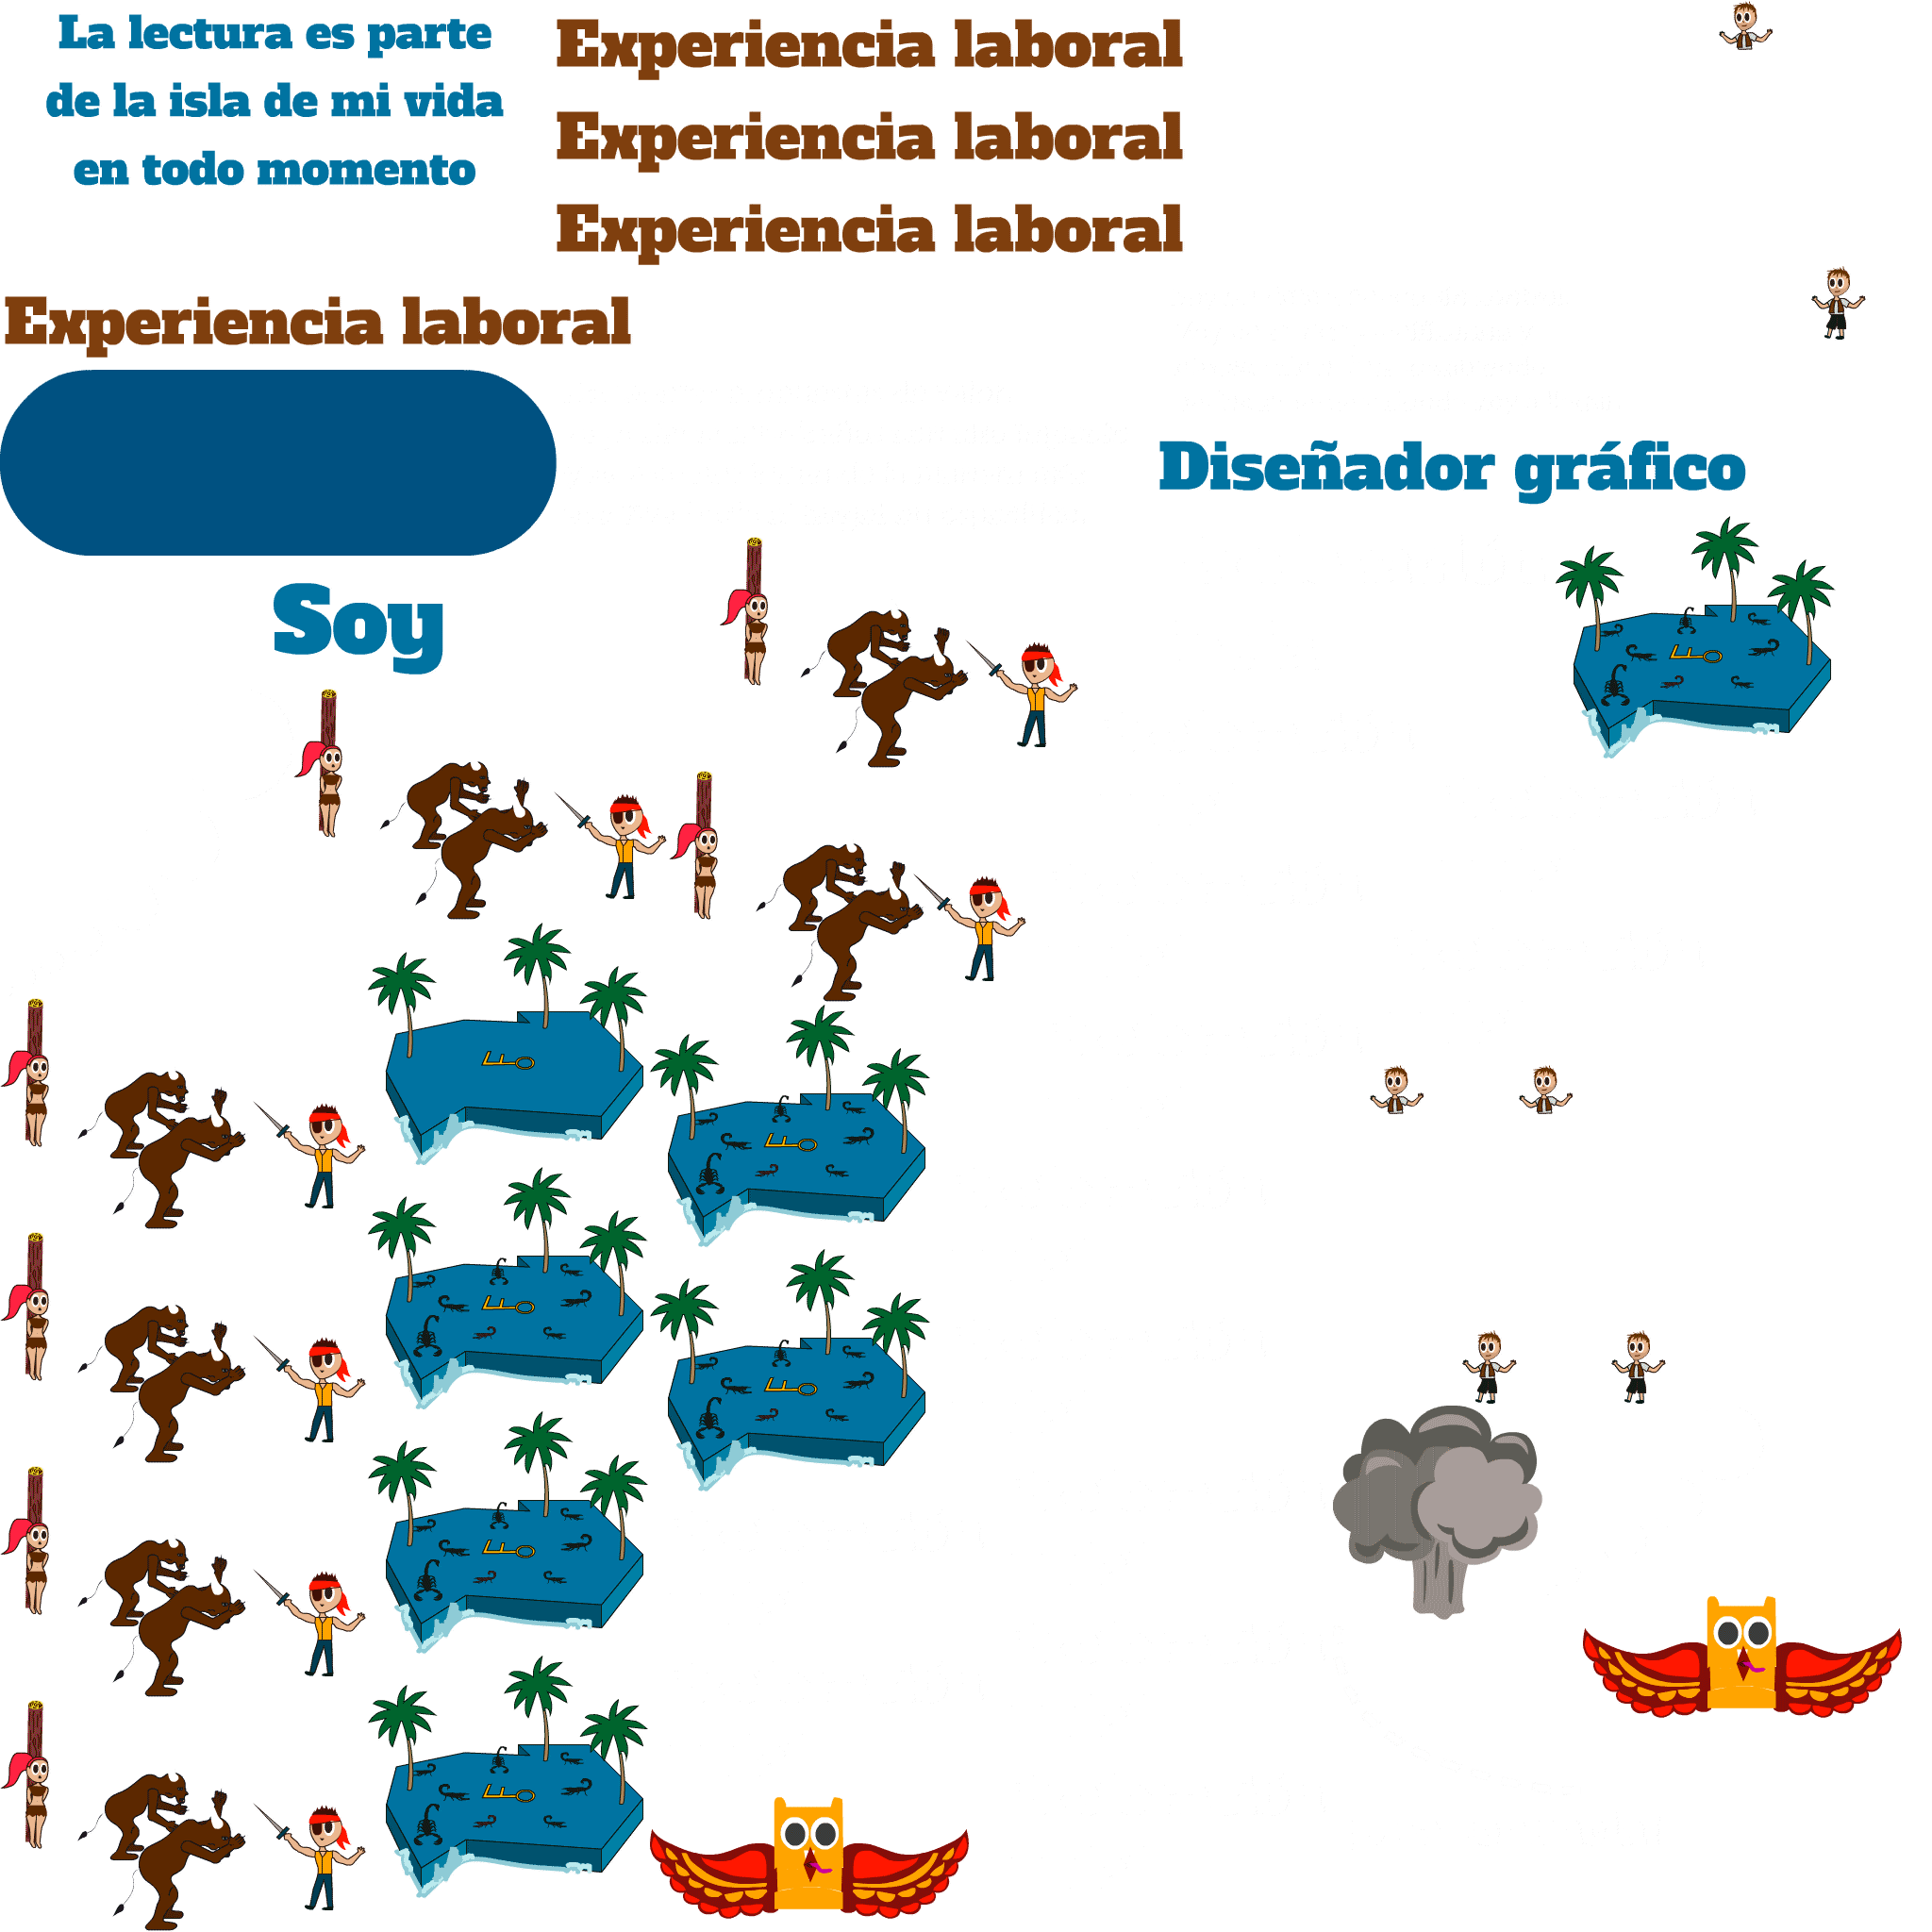 La lectura es parte
de la isla de mi vida
en todo momento
Experiencia laboral
Experiencia laboral
Experiencia laboral
Experiencia laboral
Diseñador gráfico
Soy